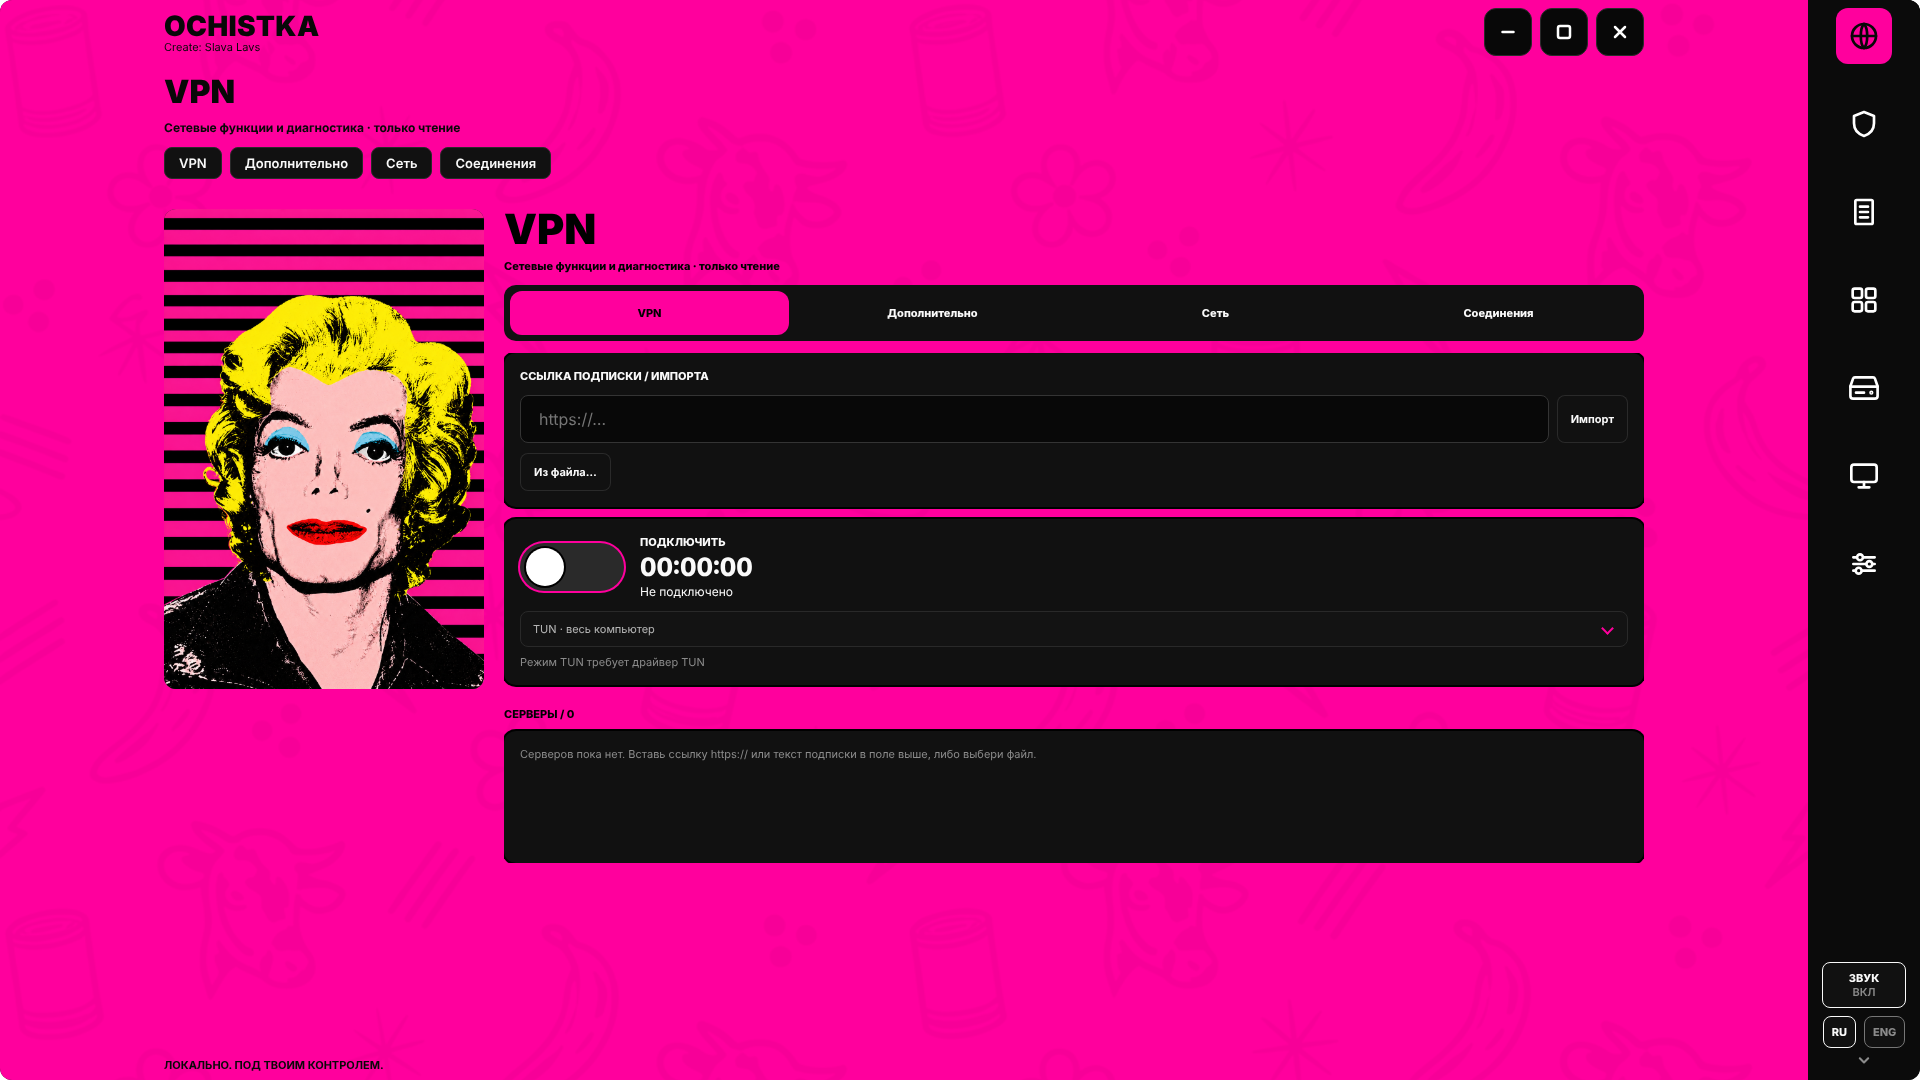 OCHISTKA
Create: Slava Lavs
VPN
Сетевые функции и диагностика · только чтение
VPN
Дополнительно
Сеть
Соединения
VPN
Сетевые функции и диагностика · только чтение
VPN
Дополнительно
Сеть
Соединения
ССЫЛКА ПОДПИСКИ / ИМПОРТА
https://...
Импорт
Из файла...
ПОДКЛЮЧИТЬ
00:00:00
Не подключено
TUN · весь компьютер
Режим TUN требует драйвер TUN
СЕРВЕРЫ / 0
Серверов пока нет. Вставь ссылку https:// или текст подписки в поле выше, либо выбери файл.
ЛОКАЛЬНО. ПОД ТВОИМ КОНТРОЛЕМ.
ЗВУК
ВКЛ
RU
ENG